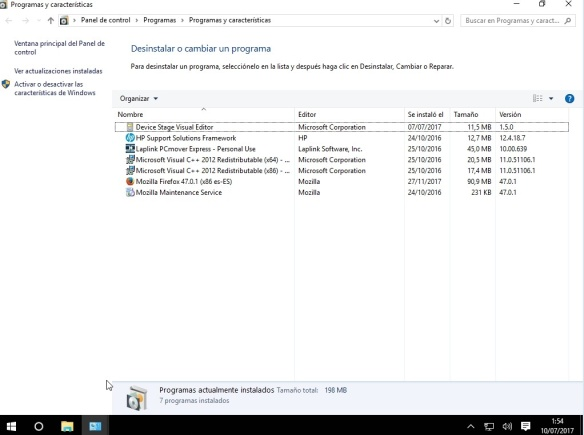 Programas y características
Panel de control > Programas > Programas y características
Buscar en Programas y caract...
Ventana principal del Panel de control
Ver actualizaciones instaladas
Activar o desactivar las características de Windows
Desinstalar o cambiar un programa
Para desinstalar un programa, selecciónelo en la lista y después haga clic en Desinstalar, Cambiar o Reparar.
Organizar
Nombre Editor Se instaló el Tamaño Versión
Device Stage Visual Editor Microsoft Corporation 07/07/2017 11,5 MB 1.5.0
HP Support Solutions Framework HP 24/10/2016 12,7 MB 12.4.18.7
Laplink PCmover Express - Personal Use Laplink Software, Inc. 25/10/2016 45,0 MB 10.00.639
Microsoft Visual C++ 2012 Redistributable (x64) - ... Microsoft Corporation 25/10/2016 20,5 MB 11.0.51106.1
Microsoft Visual C++ 2012 Redistributable (x86) - ... Microsoft Corporation 25/10/2016 17,4 MB 11.0.51106.1
Mozilla Firefox 47.0.1 (x86 es-ES) Mozilla 27/11/2017 90,9 MB 47.0.1
Mozilla Maintenance Service Mozilla 24/10/2016 231 KB 47.0.1
Programas actualmente instalados Tamaño total: 198 MB
7 programas instalados
1:54
10/07/2017